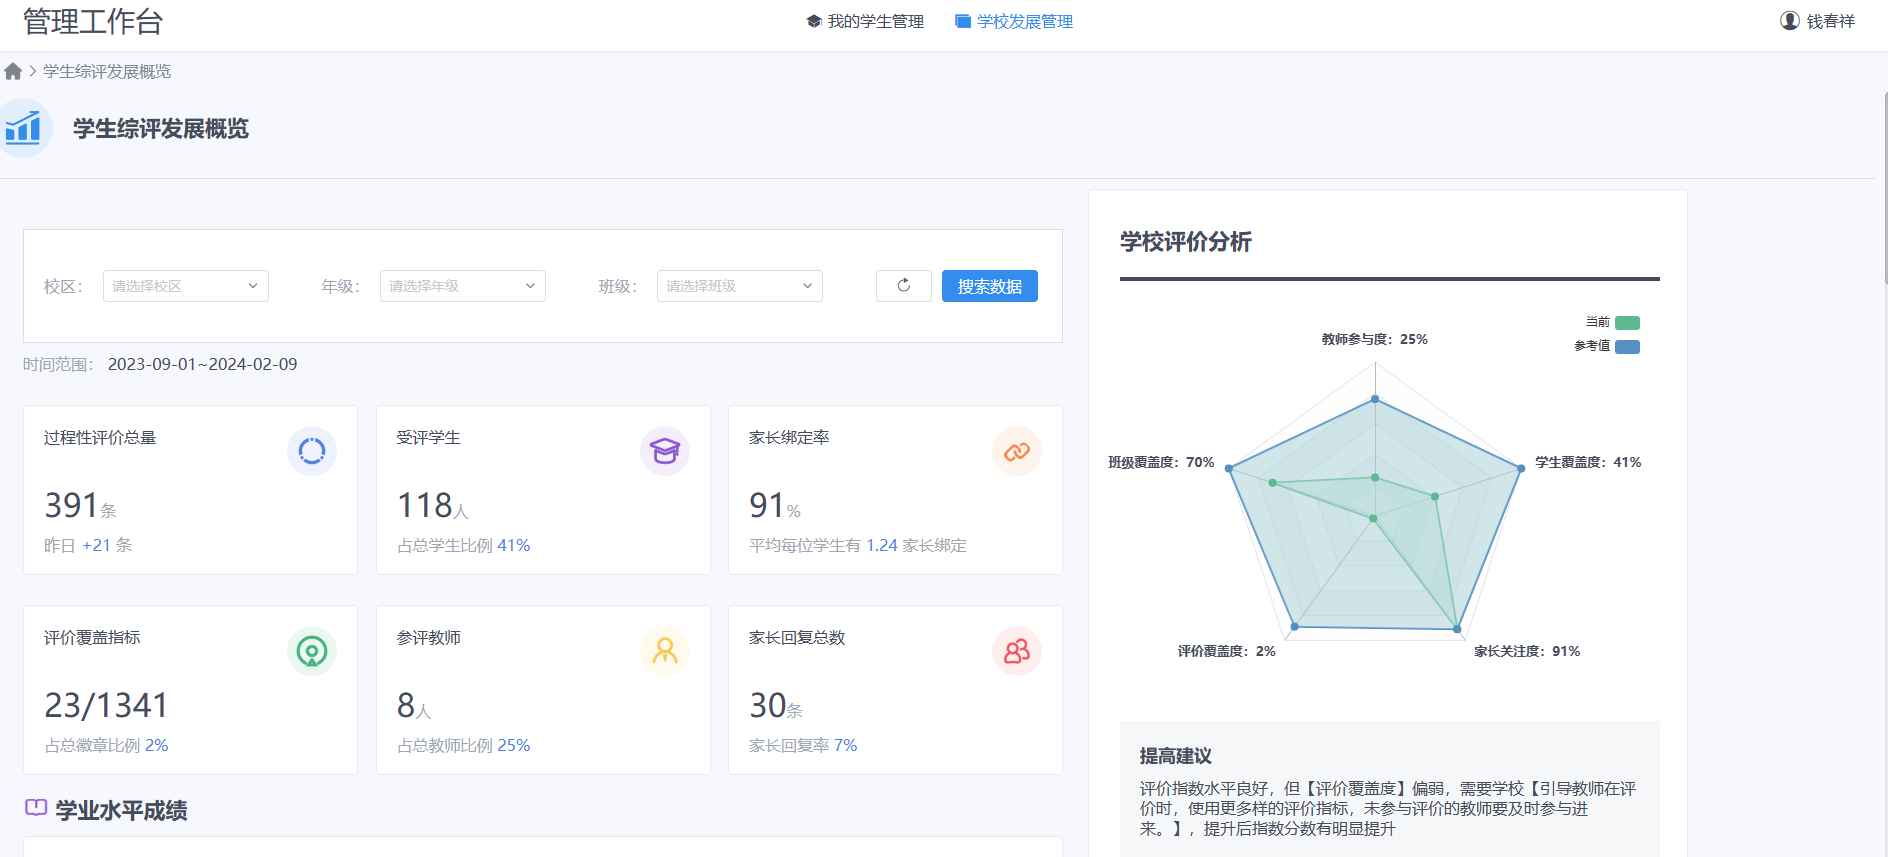 管理工作台
我的学生管理
学校发展管理
钱春祥
学生综评发展概览
学生综评发展概览
校区： 请选择校区
年级： 请选择年级
班级： 请选择班级
搜索数据
时间范围： 2023-09-01~2024-02-09
过程性评价总量
391条
昨日 +21 条
受评学生
118人
占总学生比例 41%
家长绑定率
91%
平均每位学生有 1.24 家长绑定
评价覆盖指标
23/1341
占总徽章比例 2%
参评教师
8人
占总教师比例 25%
家长回复总数
30条
家长回复率 7%
学业水平成绩
学校评价分析
当前
参考值
教师参与度：25%
班级覆盖度：70%
学生覆盖度：41%
评价覆盖度：2%
家长关注度：91%
提高建议
评价指数水平良好，但【评价覆盖度】偏弱，需要学校【引导教师在评
价时，使用更多样的评价指标，未参与评价的教师要及时参与进
来。】，提升后指数分数有明显提升